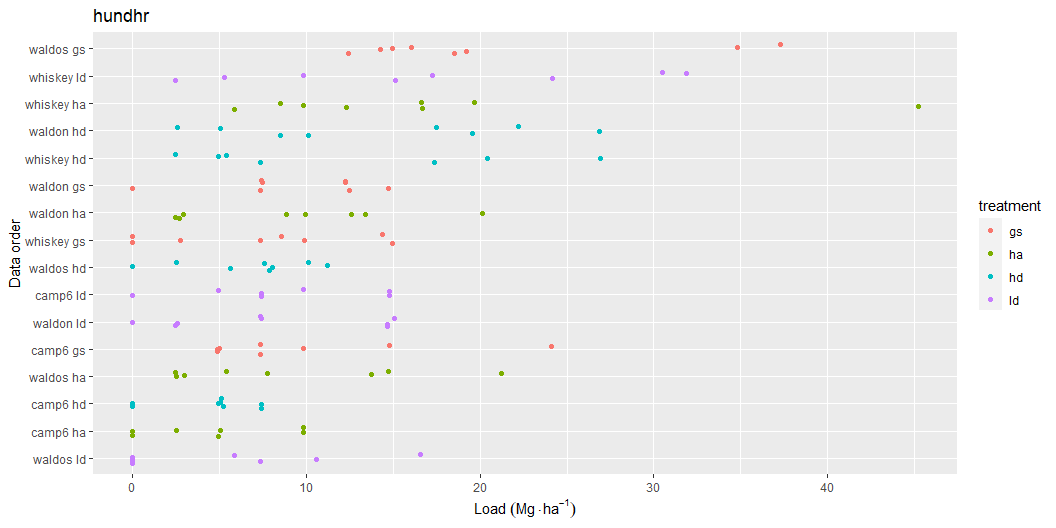 hundhr
Data order
waldos gs
whiskey ld
whiskey ha
waldon hd
whiskey hd
waldon gs
waldon ha
whiskey gs
waldos hd
camp6 ld
waldon ld
camp6 gs
waldos ha
camp6 hd
camp6 ha
waldos ld
0 10 20 30 40
Load (Mg·ha⁻¹)
treatment
gs
ha
hd
ld